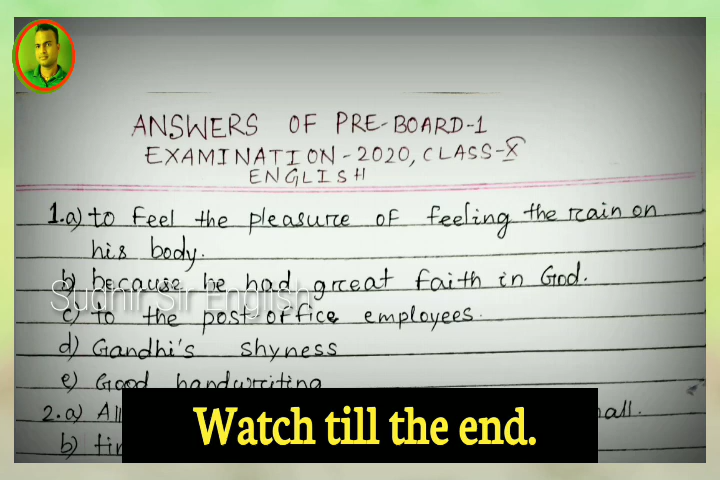 ANSWERS OF PRE-BOARD-1
EXAMINATION-2020, CLASS-X
ENGLISH
1.a) to feel the pleasure of feeling the rain on
his body.
b) because he had great faith in God.
Sudhir Sir English
c) to the post office employees.
d) Gandhi's shyness
e) Good handwriting
2.a) All hall.
b)
Watch till the end.